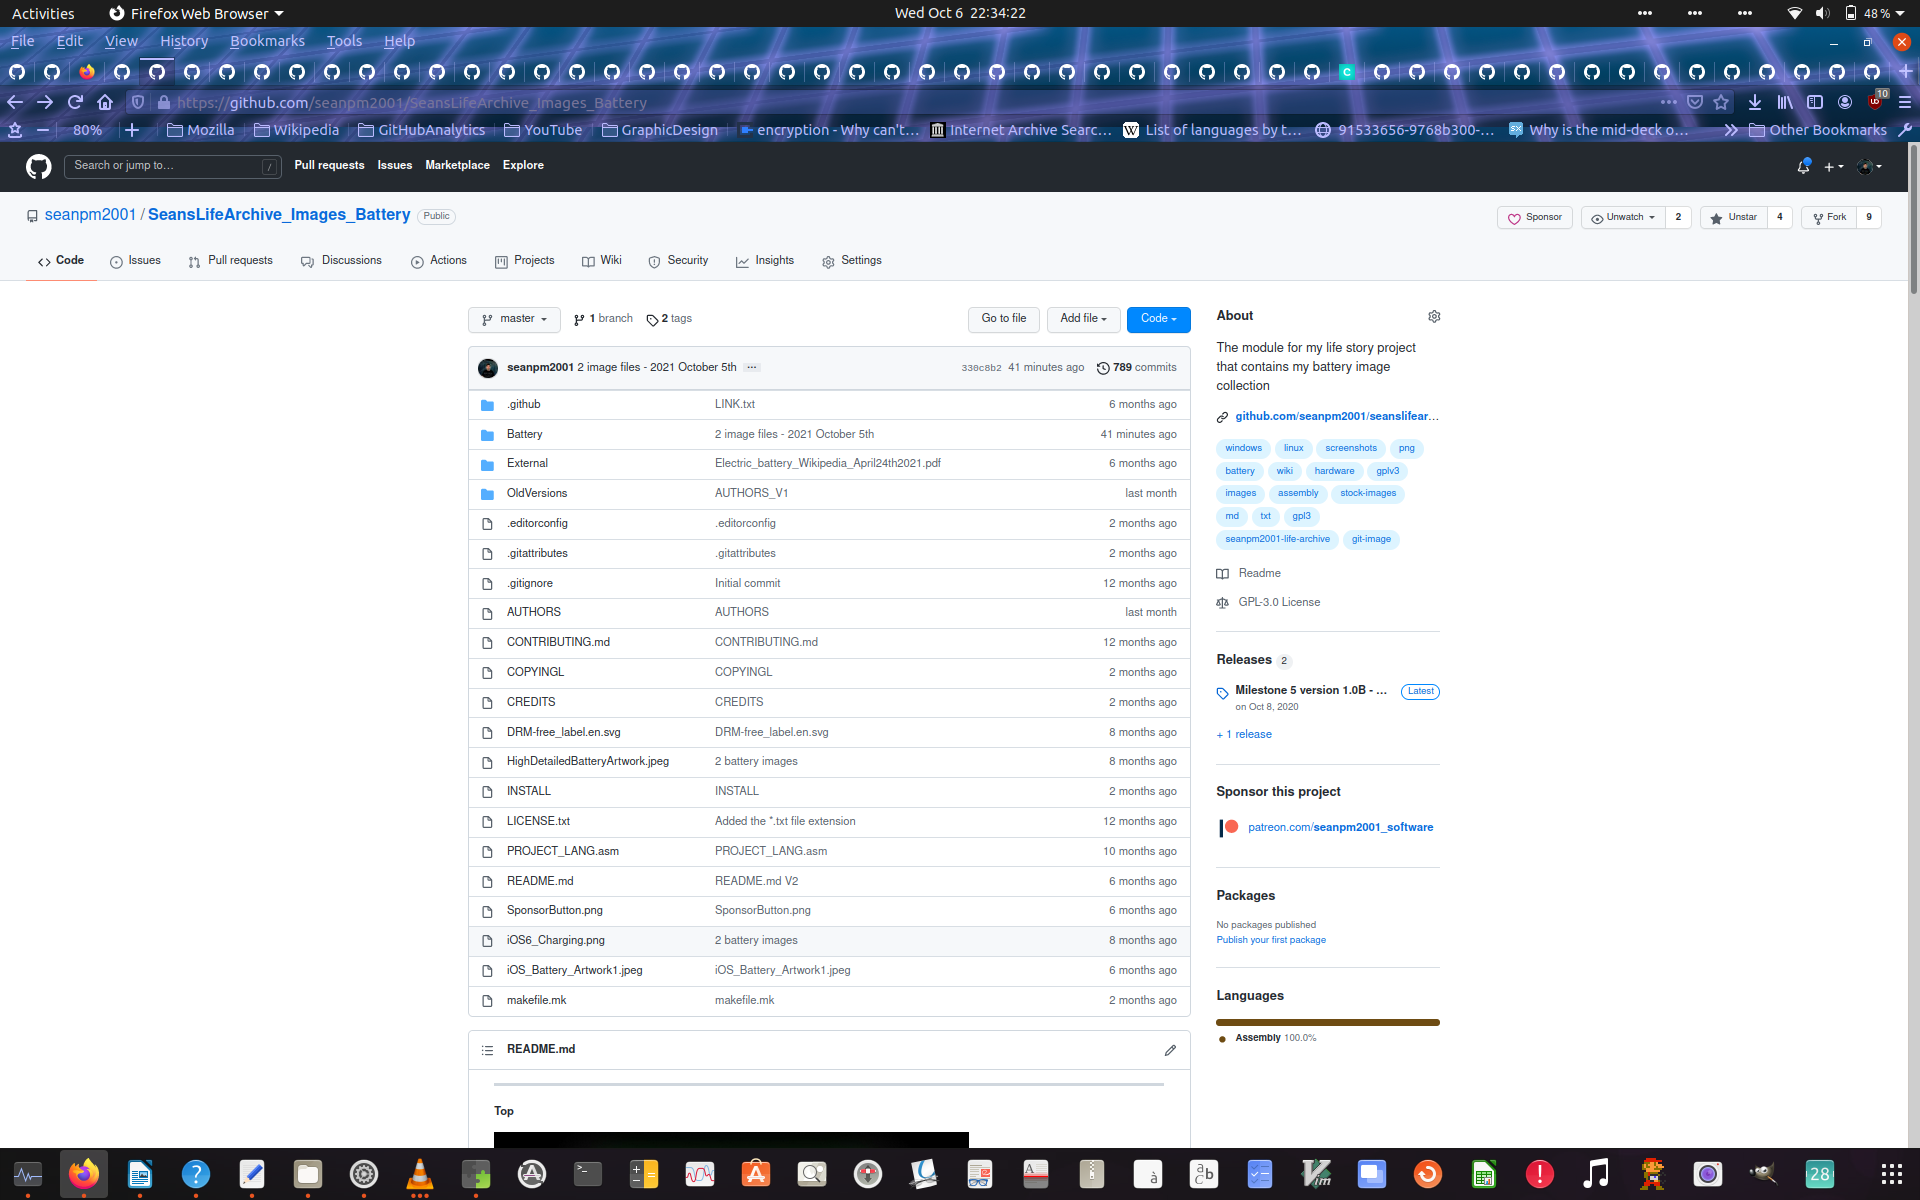 Activities Firefox Web Browser Wed Oct 6 22:34:22 48 %
File Edit View History Bookmarks Tools Help
https://github.com/seanpm2001/SeansLifeArchive_Images_Battery 10
80% Mozilla Wikipedia GitHubAnalytics YouTube GraphicDesign encryption - Why can't… Internet Archive Searc… List of languages by t… 91533656-9768b300-… Why is the mid-deck o… Other Bookmarks
Search or jump to… / Pull requests Issues Marketplace Explore
seanpm2001 / SeansLifeArchive_Images_Battery Public Sponsor Unwatch 2 Unstar 4 Fork 9
Code Issues Pull requests Discussions Actions Projects Wiki Security Insights Settings
master 1 branch 2 tags Go to file Add file Code
seanpm2001 2 image files - 2021 October 5th ... 330c8b2 41 minutes ago 789 commits
.github LINK.txt 6 months ago
Battery 2 image files - 2021 October 5th 41 minutes ago
External Electric_battery_Wikipedia_April24th2021.pdf 6 months ago
OldVersions AUTHORS_V1 last month
.editorconfig .editorconfig 2 months ago
.gitattributes .gitattributes 2 months ago
.gitignore Initial commit 12 months ago
AUTHORS AUTHORS last month
CONTRIBUTING.md CONTRIBUTING.md 12 months ago
COPYINGL COPYINGL 2 months ago
CREDITS CREDITS 2 months ago
DRM-free_label.en.svg DRM-free_label.en.svg 8 months ago
HighDetailedBatteryArtwork.jpeg 2 battery images 8 months ago
INSTALL INSTALL 2 months ago
LICENSE.txt Added the *.txt file extension 12 months ago
PROJECT_LANG.asm PROJECT_LANG.asm 10 months ago
README.md README.md V2 6 months ago
SponsorButton.png SponsorButton.png 6 months ago
iOS6_Charging.png 2 battery images 8 months ago
iOS_Battery_Artwork1.jpeg iOS_Battery_Artwork1.jpeg 6 months ago
makefile.mk makefile.mk 2 months ago
README.md
Top
About
The module for my life story project
that contains my battery image
collection
github.com/seanpm2001/seanslifear…
windows linux screenshots png
battery wiki hardware gplv3
images assembly stock-images
md txt gpl3
seanpm2001-life-archive git-image
Readme
GPL-3.0 License
Releases 2
Milestone 5 version 1.0B - … Latest
on Oct 8, 2020
+ 1 release
Sponsor this project
patreon.com/seanpm2001_software
Packages
No packages published
Publish your first package
Languages
Assembly 100.0%
28